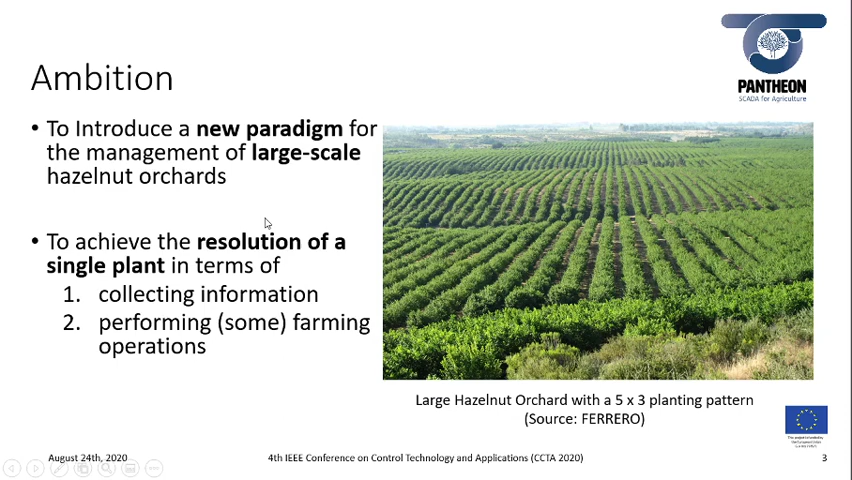 Ambition
• To Introduce a new paradigm for
the management of large-scale
hazelnut orchards
• To achieve the resolution of a
single plant in terms of
1. collecting information
2. performing (some) farming
operations
PANTHEON
SCADA for Agriculture
Large Hazelnut Orchard with a 5 x 3 planting pattern
(Source: FERRERO)
August 24th, 2020
4th IEEE Conference on Control Technology and Applications (CCTA 2020)
3